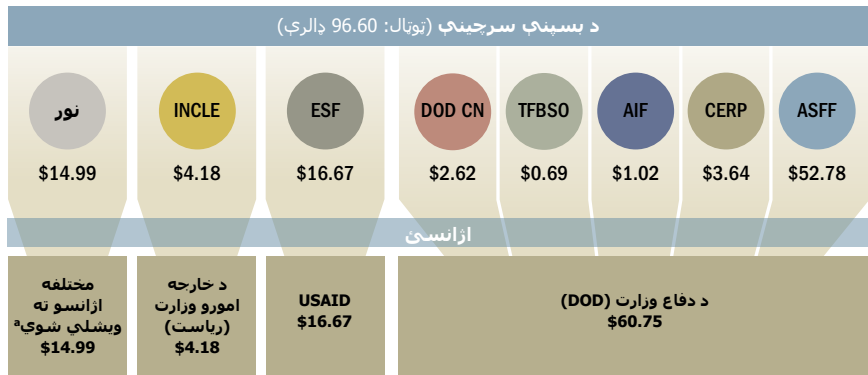 د بسپنې سرچينې (ټوټال: 96.60 ډالرې)
ASFF
CERP
AIF
TFBSO
DOD CN
ESF
INCLE
نور
$52.78
$3.64
$1.02
$0.69
$2.62
$16.67
$4.18
$14.99
اژانسئ
د دفاع وزارت (DOD)
$60.75
USAID
$16.67
د خارجه
امورو وزارت
(رياست)
$4.18
مختلفه
اژانسو ته
ويشلي شويª
$14.99